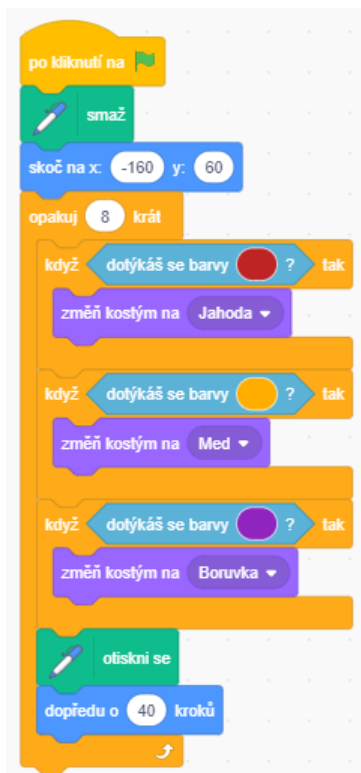 po kliknutí na
smaž
skoč na x: -160 y: 60
opakuj 8 krát
když dotýkáš se barvy ? tak
změň kostým na Jahoda
když dotýkáš se barvy ? tak
změň kostým na Med
když dotýkáš se barvy ? tak
změň kostým na Boruvka
otiskni se
dopředu o 40 kroků